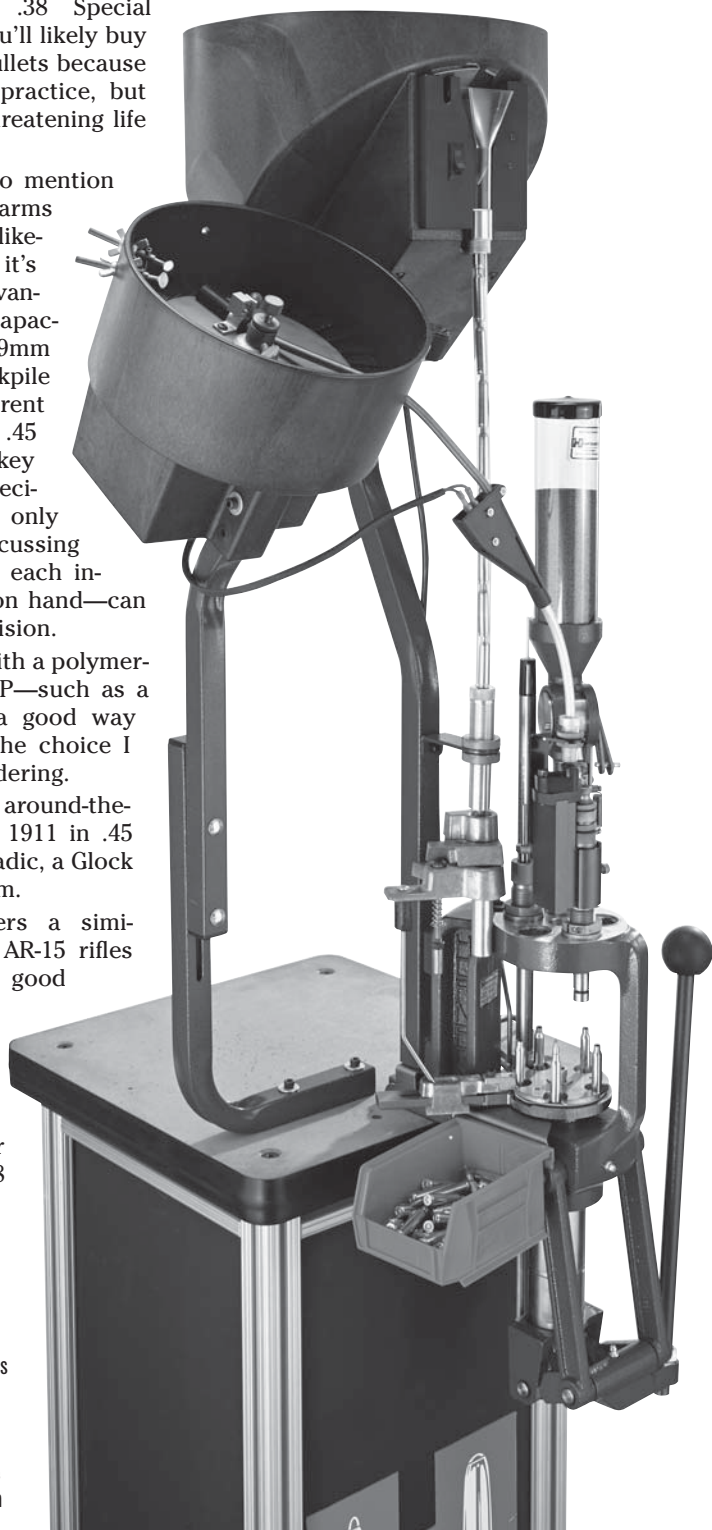 .38 Special
u'll likely buy
ullets because
practice, but
reatening life
o mention
arms
like-
it's
van-
apac-
9mm
kpile
rent
.45
key
eci-
only
cussing
each in-
on hand—can
ision.
ith a polymer-
P—such as a
a good way
he choice I
dering.
around-the-
1911 in .45
adic, a Glock
m.
ers a simi-
AR-15 rifles
good
r
8
s